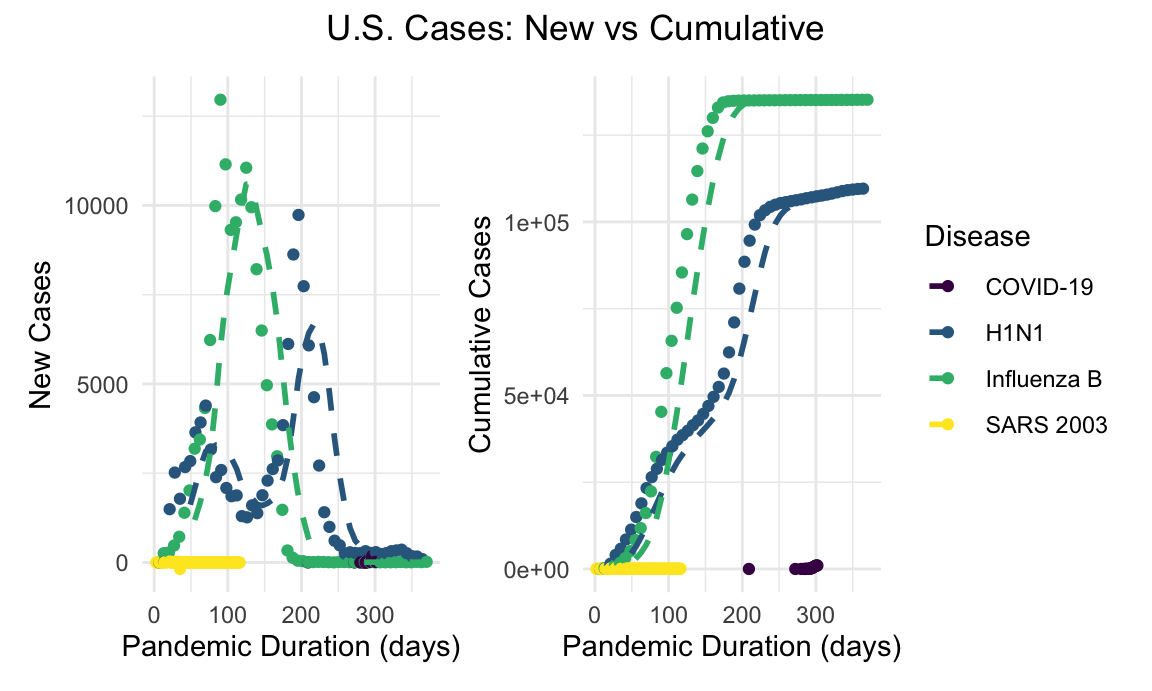 U.S. Cases: New vs Cumulative
New Cases
10000
5000
0
0 100 200 300
Pandemic Duration (days)
Cumulative Cases
1e+05
5e+04
0e+00
0 100 200 300
Pandemic Duration (days)
Disease
COVID-19
H1N1
Influenza B
SARS 2003